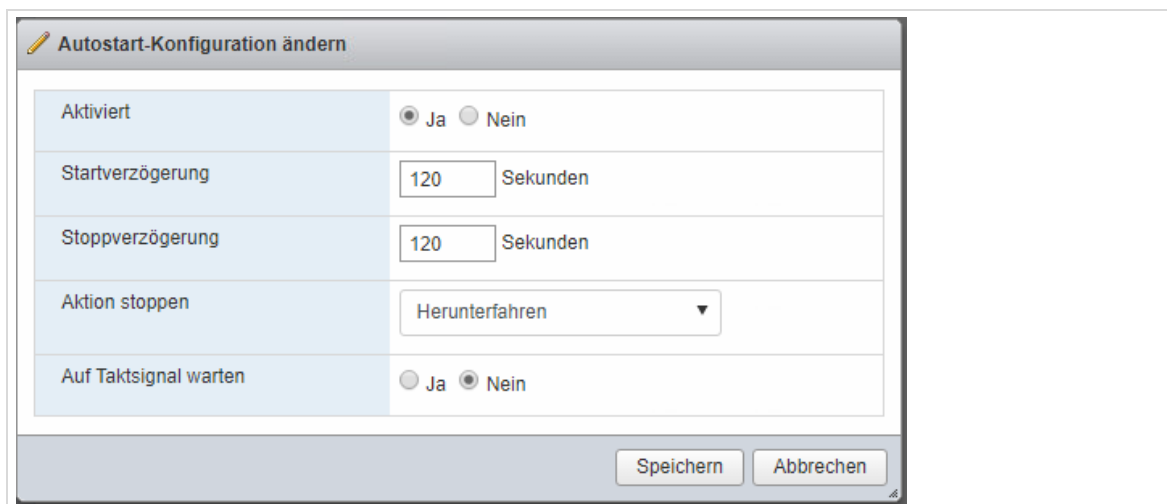 Autostart-Konfiguration ändern
Aktiviert Ja Nein
Startverzögerung 120 Sekunden
Stoppverzögerung 120 Sekunden
Aktion stoppen Herunterfahren
Auf Taktsignal warten Ja Nein
Speichern Abbrechen